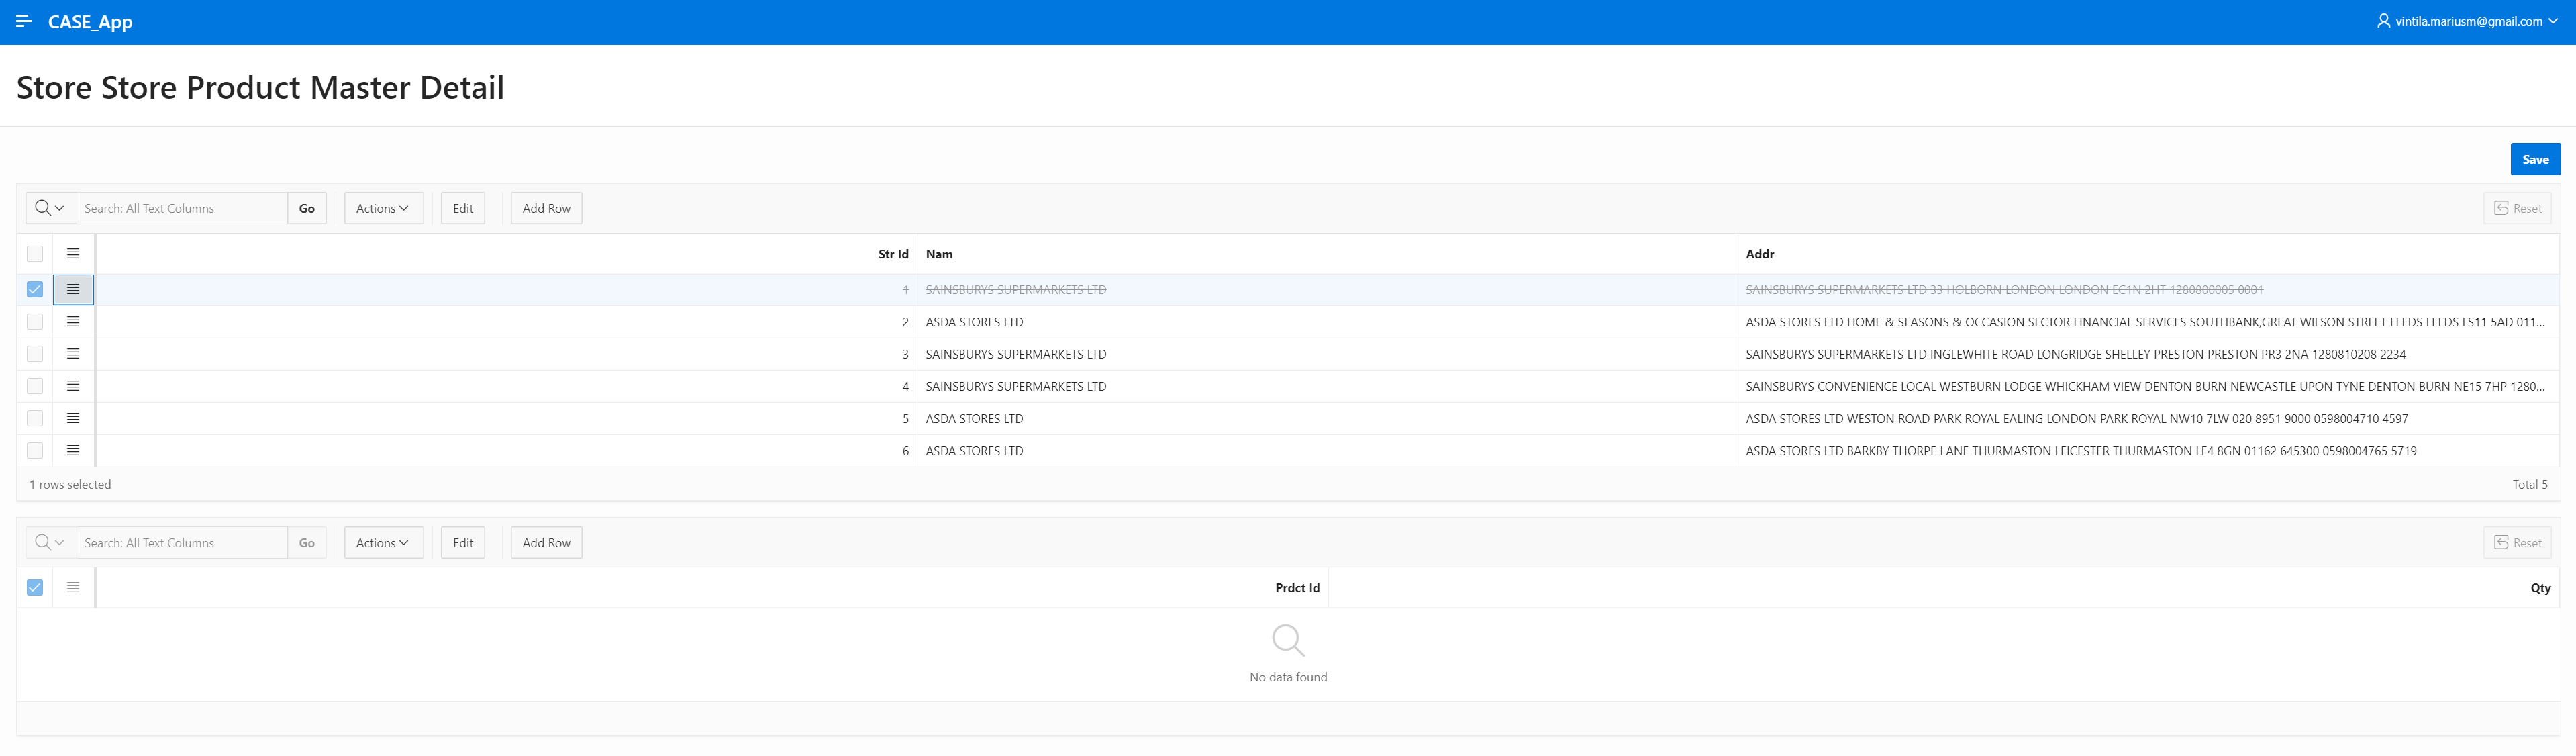 CASE_App vintila.mariusm@gmail.com
Store Store Product Master Detail
Save
Search: All Text Columns Go Actions Edit Add Row Reset
Str Id Nam Addr
1 SAINSBURYS SUPERMARKETS LTD SAINSBURYS SUPERMARKETS LTD 33 HOLBORN LONDON LONDON EC1N 2HT 1280800005 0001
2 ASDA STORES LTD ASDA STORES LTD HOME & SEASONS & OCCASION SECTOR FINANCIAL SERVICES SOUTHBANK,GREAT WILSON STREET LEEDS LEEDS LS11 5AD 011...
3 SAINSBURYS SUPERMARKETS LTD SAINSBURYS SUPERMARKETS LTD INGLEWHITE ROAD LONGRIDGE SHELLEY PRESTON PRESTON PR3 2NA 1280810208 2234
4 SAINSBURYS SUPERMARKETS LTD SAINSBURYS CONVENIENCE LOCAL WESTBURN LODGE WHICKHAM VIEW DENTON BURN NEWCASTLE UPON TYNE DENTON BURN NE15 7HP 1280...
5 ASDA STORES LTD ASDA STORES LTD WESTON ROAD PARK ROYAL EALING LONDON PARK ROYAL NW10 7LW 020 8951 9000 0598004710 4597
6 ASDA STORES LTD ASDA STORES LTD BARKBY THORPE LANE THURMASTON LEICESTER THURMASTON LE4 8GN 01162 645300 0598004765 5719
1 rows selected Total 5
Search: All Text Columns Go Actions Edit Add Row Reset
Prdct Id Qty
No data found